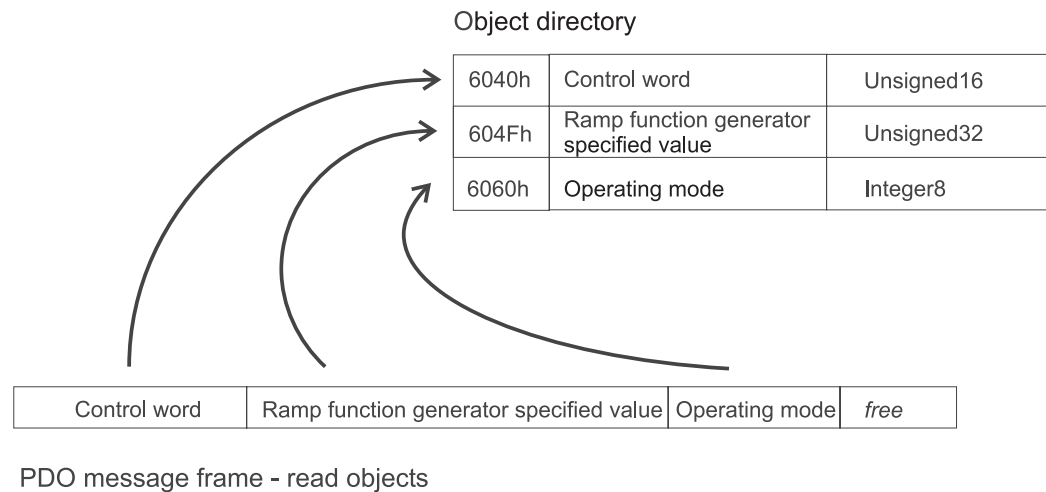 Object directory
6040h Control word Unsigned16
604Fh Ramp function generator specified value Unsigned32
6060h Operating mode Integer8
Control word Ramp function generator specified value Operating mode free
PDO message frame - read objects